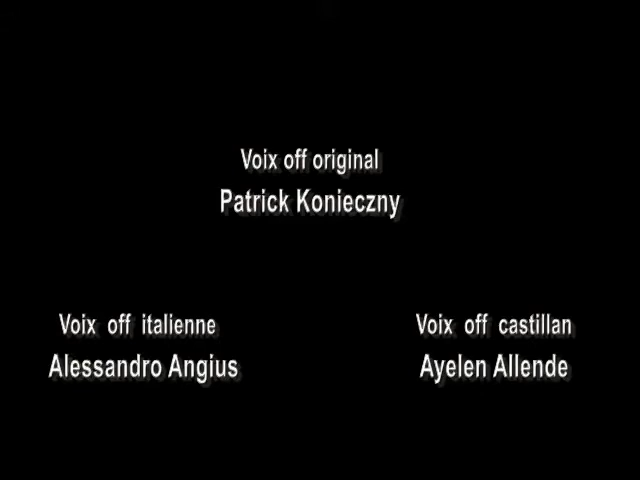 Voix off original
Patrick Konieczny
Voix off italienne
Alessandro Angius
Voix off castillan
Ayelen Allende